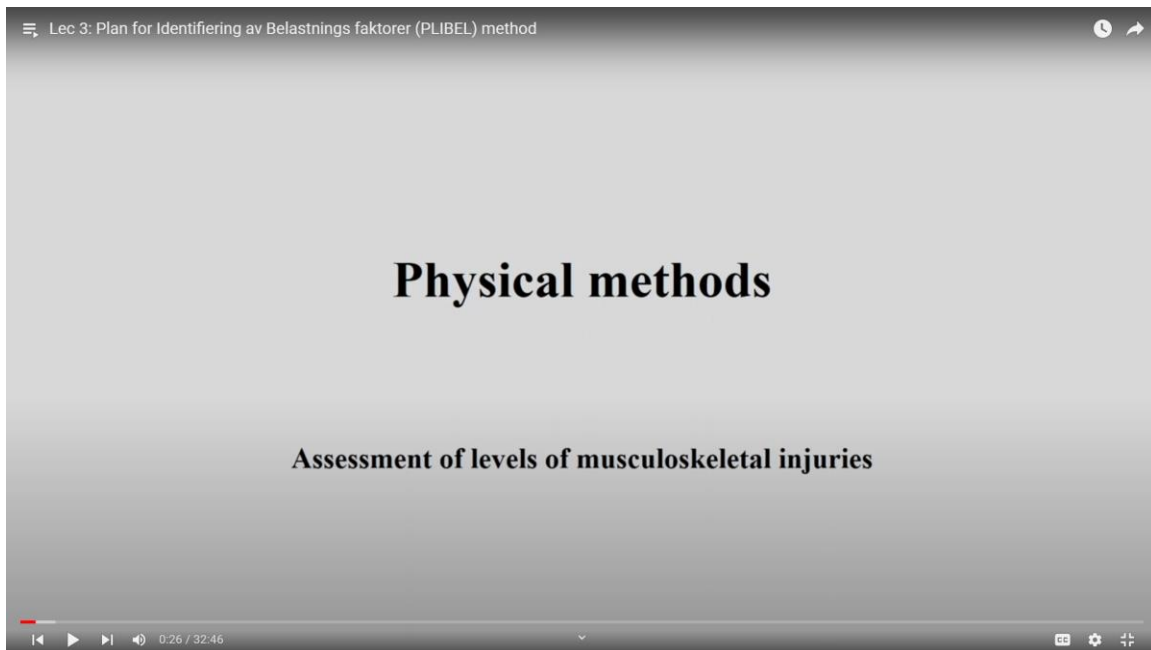 Lec 3: Plan for Identifiering av Belastnings faktorer (PLIBEL) method
Physical methods
Assessment of levels of musculoskeletal injuries
0:26 / 32:46
CC